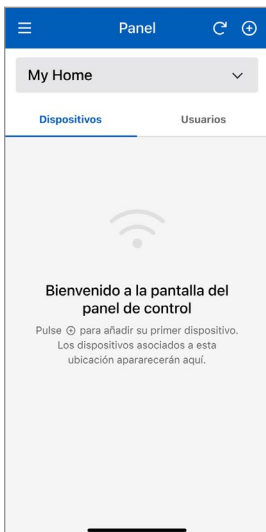 Panel
My Home
Dispositivos Usuarios
Bienvenido a la pantalla del
panel de control
Pulse ⊕ para añadir su primer dispositivo.
Los dispositivos asociados a esta
ubicación apararecerán aquí.